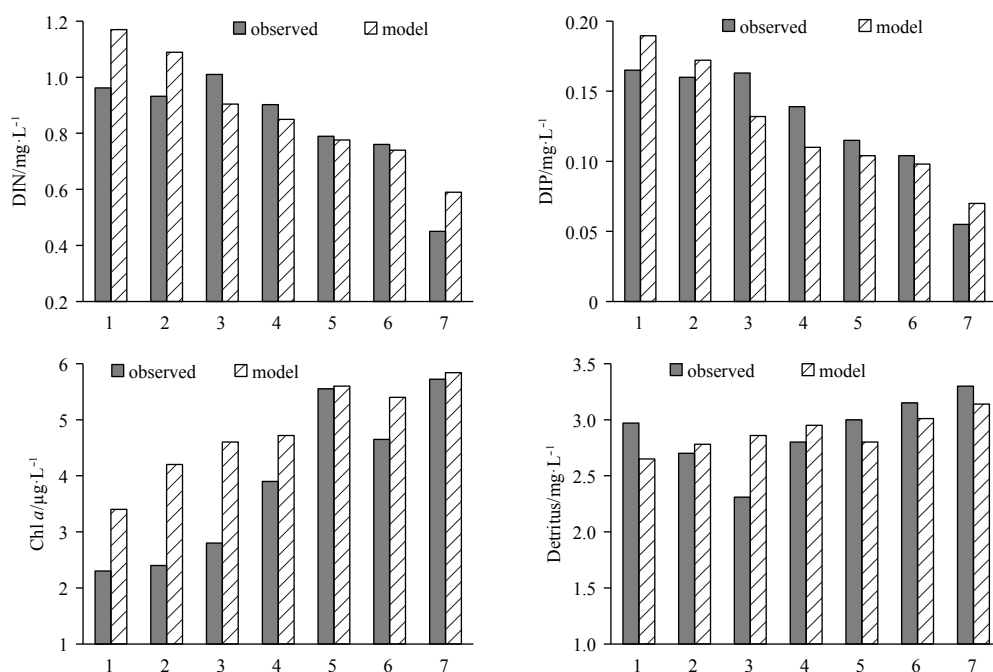 DIN/mg·L⁻¹
1.2
1.0
0.8
0.6
0.4
0.2
observed model
1 2 3 4 5 6 7
DIP/mg·L⁻¹
0.20
0.15
0.10
0.05
0
observed model
1 2 3 4 5 6 7
Chl a/μg·L⁻¹
6
5
4
3
2
1
observed model
1 2 3 4 5 6 7
Detritus/mg·L⁻¹
3.5
3.0
2.5
2.0
1.5
1.0
observed model
1 2 3 4 5 6 7